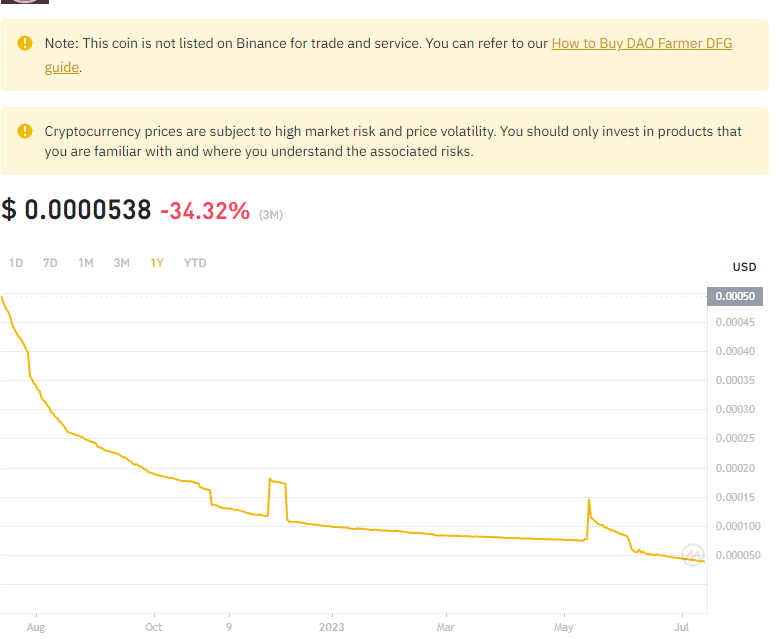 Note: This coin is not listed on Binance for trade and service. You can refer to our How to Buy DAO Farmer DFG
guide.
Cryptocurrency prices are subject to high market risk and price volatility. You should only invest in products that
you are familiar with and where you understand the associated risks.
$ 0.0000538 -34.32% (3M)
1D 7D 1M 3M 1Y YTD
USD
0.00050
0.00045
0.00040
0.00035
0.00030
0.00025
0.00020
0.00015
0.000100
0.000050
Aug Oct 9 2023 Mar May Jul